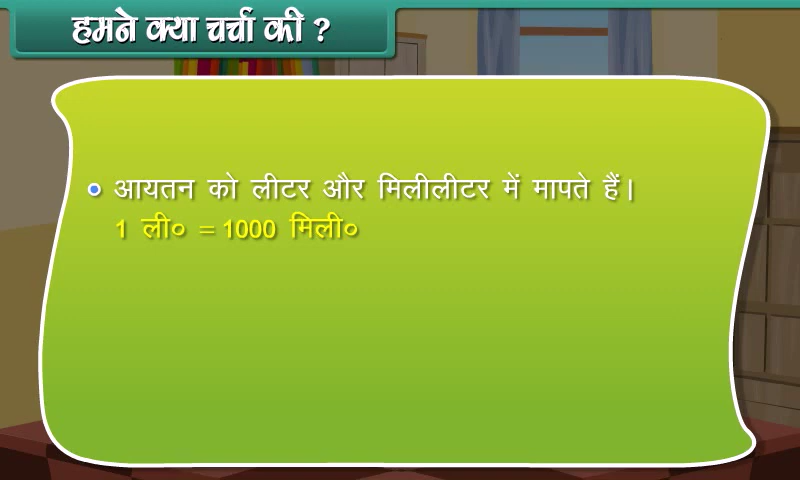 हमने क्या चर्चा की ?
आयतन को लीटर और मिलीलीटर में मापते हैं।
1 ली० = 1000 मिली०